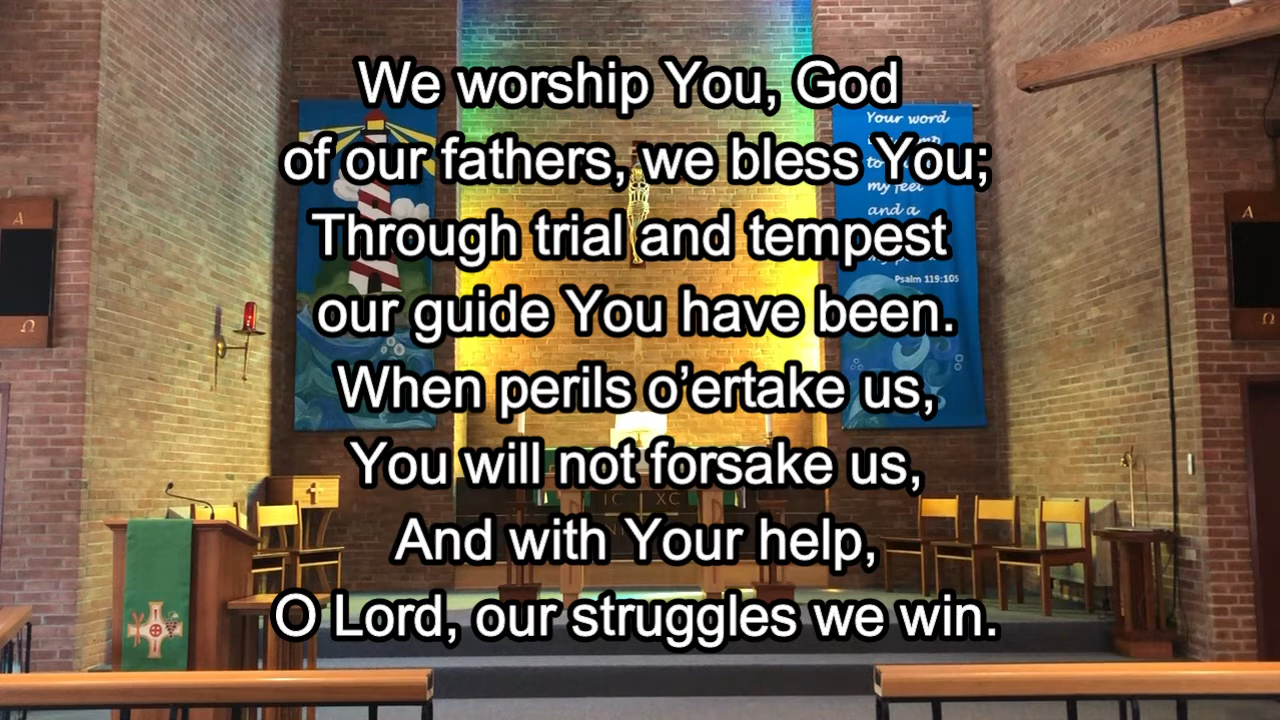 We worship You, God
of our fathers, we bless You;
Through trial and tempest
our guide You have been.
When perils o’ertake us,
You will not forsake us,
And with Your help,
O Lord, our struggles we win.
Your word
to
my feet
and a
Psalm 119:105
A
Ω
A
Ω
IC XC